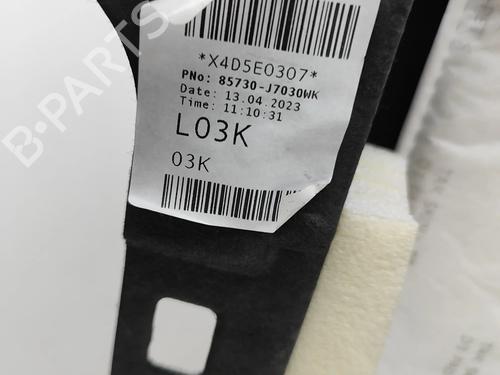 *X4D5E0307*
PNo: 85730-J7030WK
Date: 13.04.2023
Time: 11:10:31
L03K
03K
B-PARTS